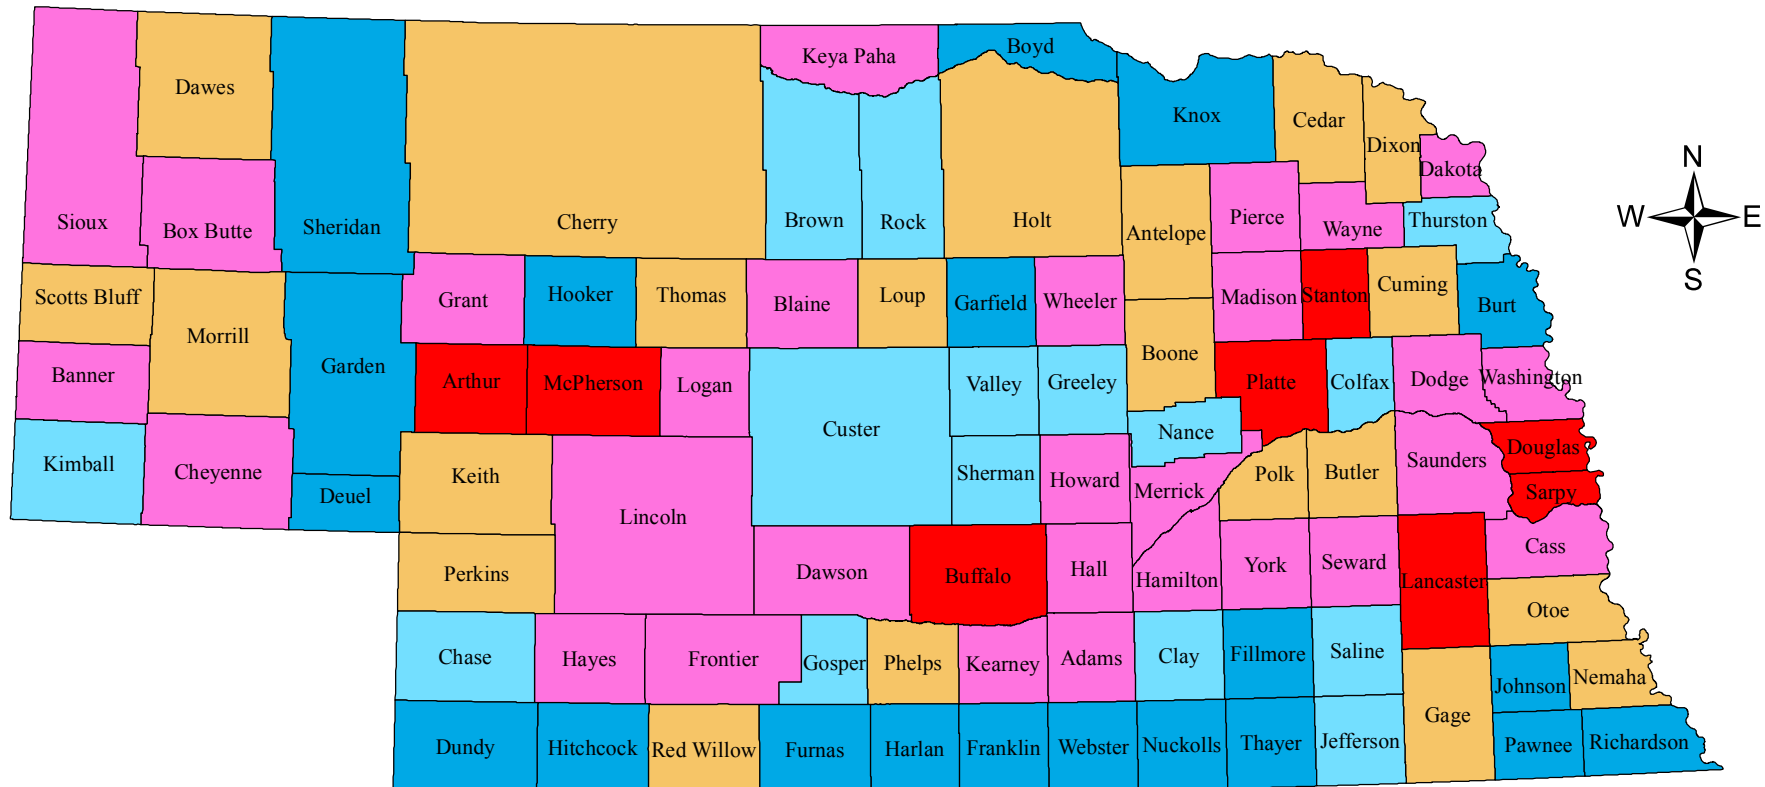 Keya Paha
Boyd
Dawes
Knox
Cedar
Dixon
Dakota
Sioux
Box Butte
Sheridan
Cherry
Brown
Rock
Holt
Antelope
Pierce
Wayne
Thurston
Scotts Bluff
Morrill
Grant
Hooker
Thomas
Blaine
Loup
Garfield
Wheeler
Madison
Stanton
Cuming
Burt
Banner
Garden
Arthur
McPherson
Logan
Custer
Valley
Greeley
Boone
Platte
Colfax
Dodge
Washington
Kimball
Cheyenne
Deuel
Keith
Lincoln
Sherman
Howard
Nance
Merrick
Polk
Butler
Saunders
Douglas
Sarpy
Perkins
Dawson
Buffalo
Hall
Hamilton
York
Seward
Lancaster
Cass
Otoe
Chase
Hayes
Frontier
Gosper
Phelps
Kearney
Adams
Clay
Fillmore
Saline
Johnson
Nemaha
Dundy
Hitchcock
Red Willow
Furnas
Harlan
Franklin
Webster
Nuckolls
Thayer
Jefferson
Gage
Pawnee
Richardson
N
W
E
S